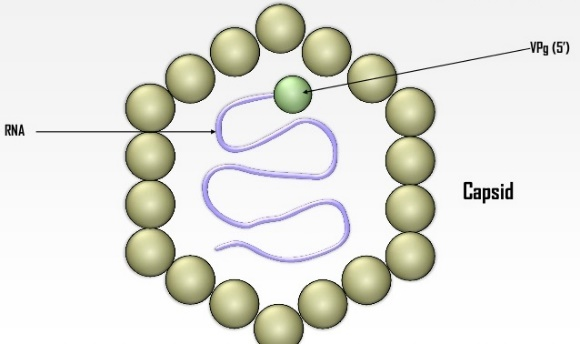 VPg (5')
RNA
Capsid